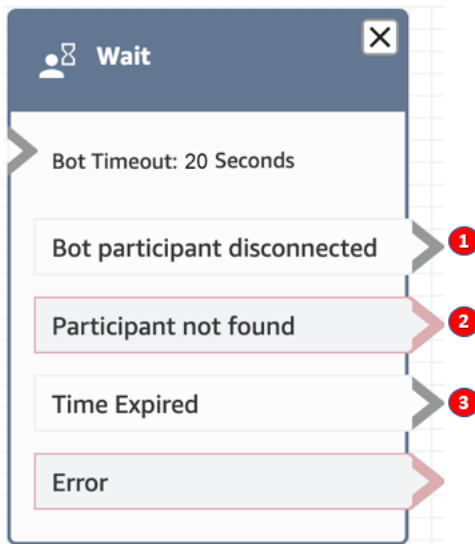 Wait
Bot Timeout: 20 Seconds
Bot participant disconnected
1
Participant not found
2
Time Expired
3
Error